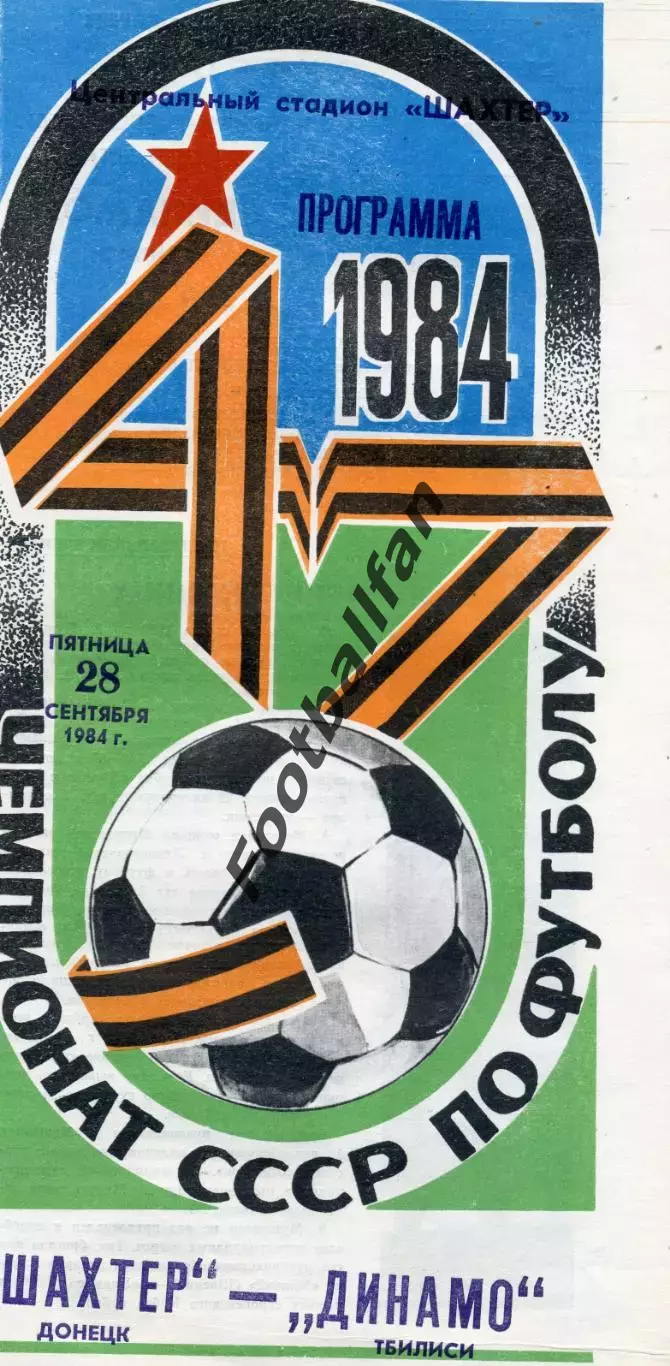 Центральный стадион «ШАХТЕР»
ПРОГРАММА
1984
ПЯТНИЦА
28
СЕНТЯБРЯ
1984 г.
ЧЕМПИОНАТ СССР ПО ФУТБОЛУ
Footballfan
ШАХТЕР“ — „ДИНАМО“
ДОНЕЦК
ТБИЛИСИ